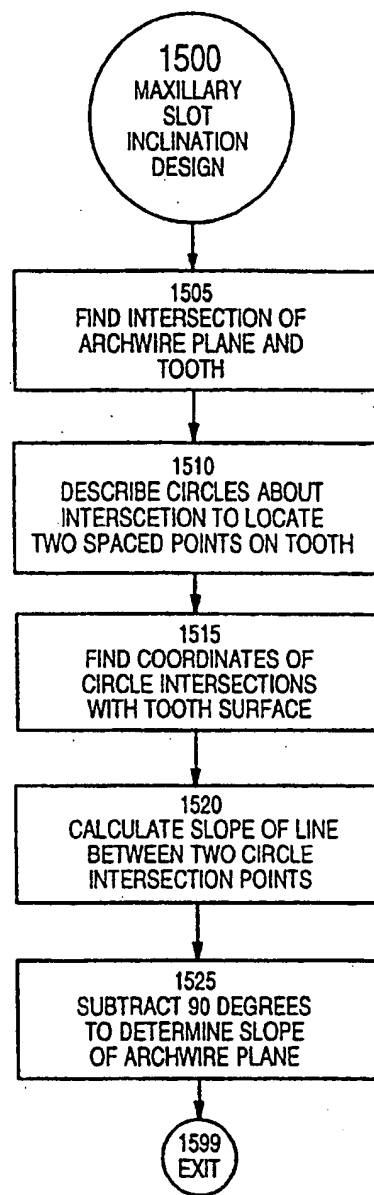 1500
MAXILLARY
SLOT
INCLINATION
DESIGN
1505
FIND INTERSECTION OF
ARCHWIRE PLANE AND
TOOTH
1510
DESCRIBE CIRCLES ABOUT
INTERSCETION TO LOCATE
TWO SPACED POINTS ON TOOTH
1515
FIND COORDINATES OF
CIRCLE INTERSECTIONS
WITH TOOTH SURFACE
1520
CALCULATE SLOPE OF LINE
BETWEEN TWO CIRCLE
INTERSECTION POINTS
1525
SUBTRACT 90 DEGREES
TO DETERMINE SLOPE
OF ARCHWIRE PLANE
1599
EXIT